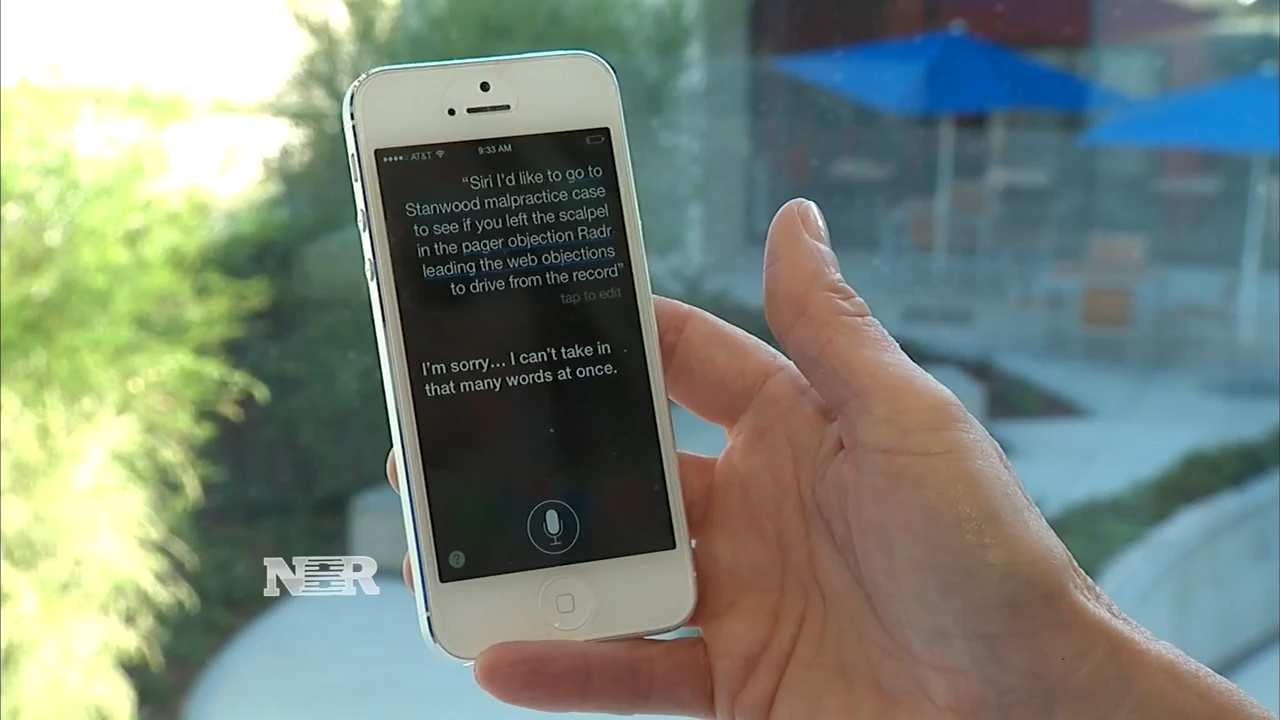 AT&T 9:33 AM
“Siri I'd like to go to
Stanwood malpractice case
to see if you left the scalpel
in the pager objection Radr
leading the web objections
to drive from the record”
tap to edit
I'm sorry... I can't take in
that many words at once.
?
NBR